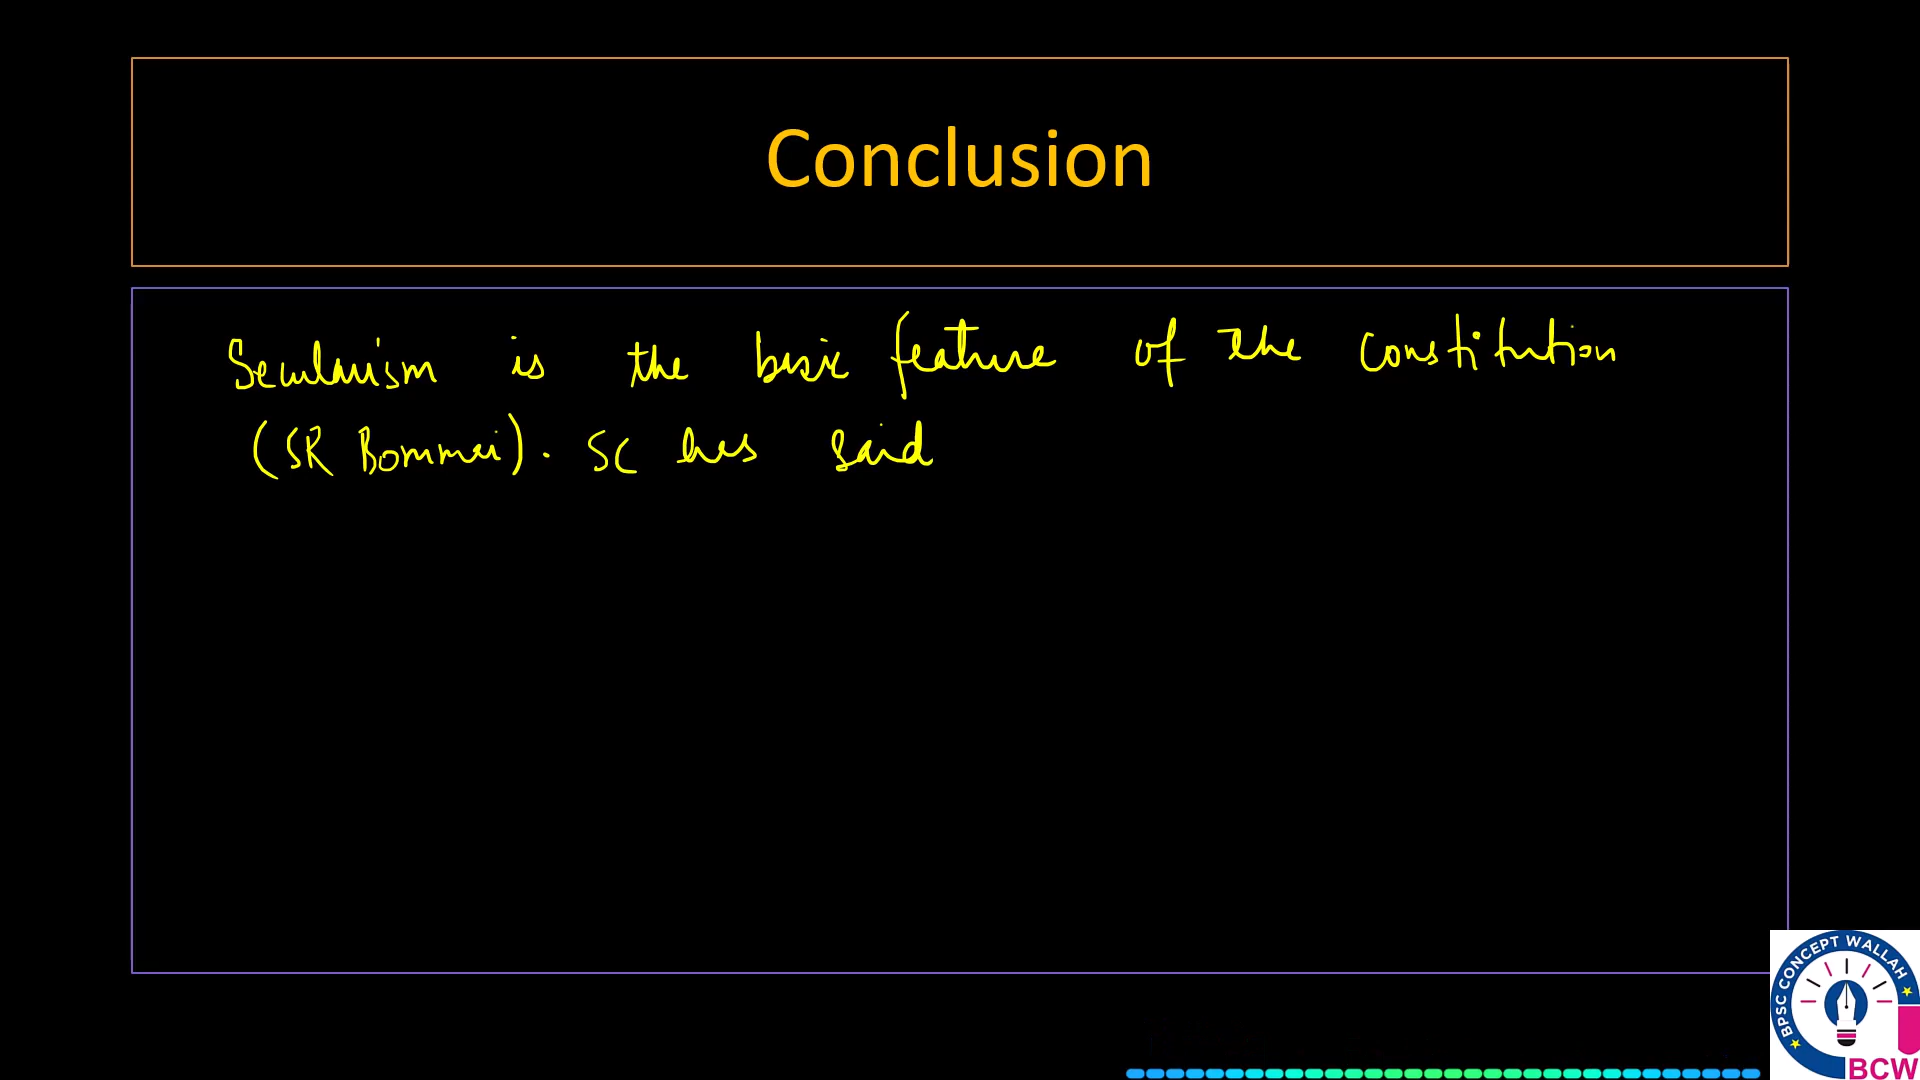 Conclusion
Secularism is the basic feature of the constitution
(SR Bommai). SC has said
BPSC CONCEPT WALLAH
BCW